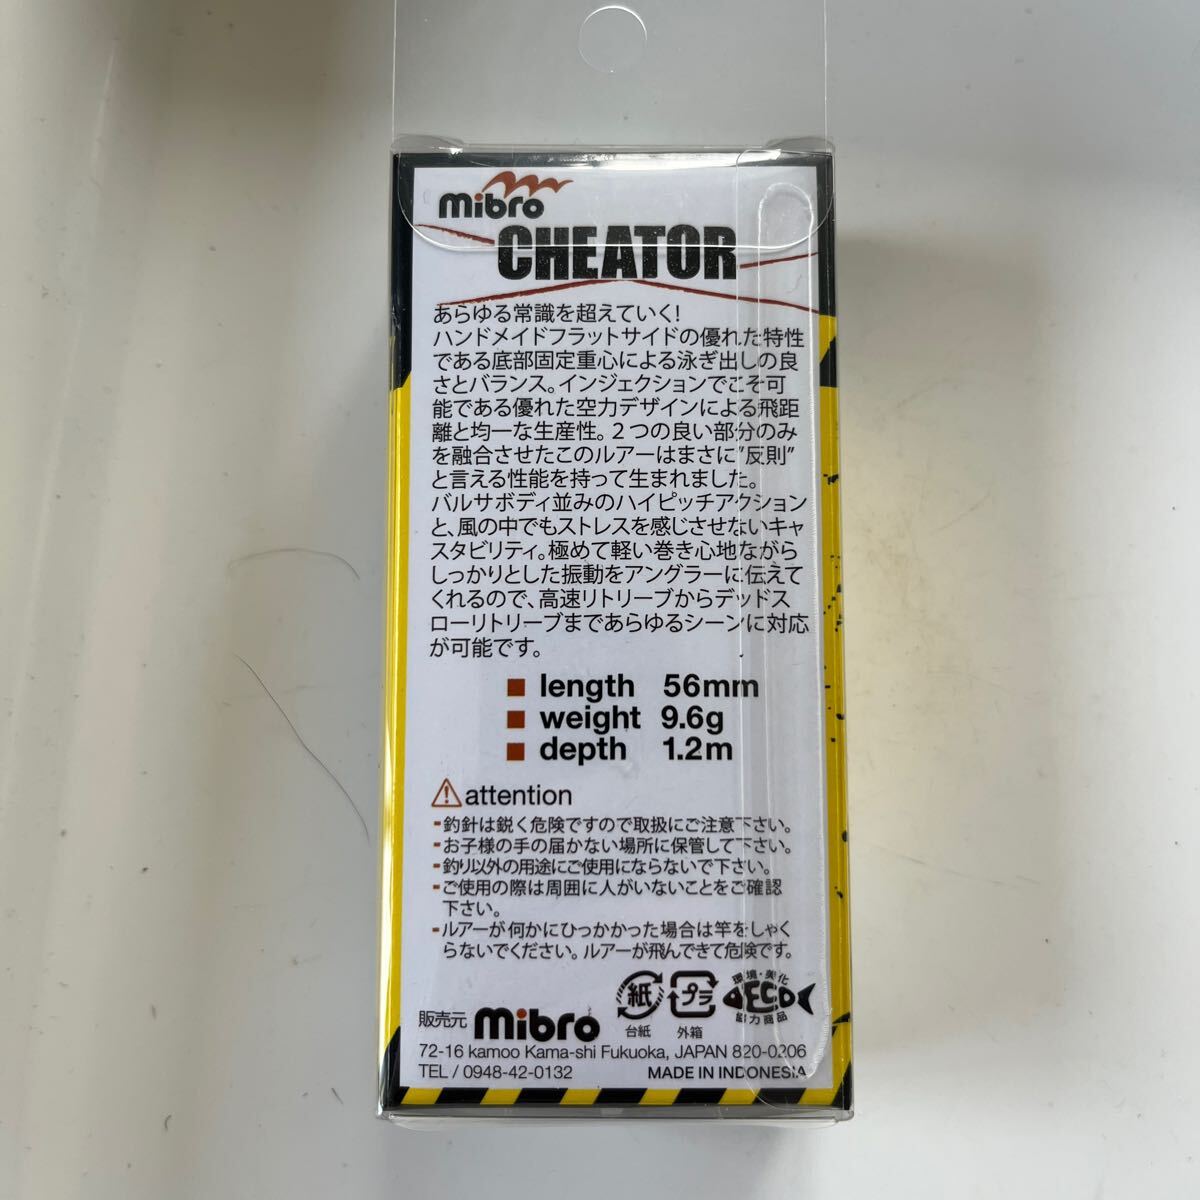 mibro
CHEATOR
あらゆる常識を超えていく!
ハンドメイドフラットサイドの優れた特性
である底部固定重心による泳ぎ出しの良
さとバランス。インジェクションでこそ可
能である優れた空力デザインによる飛距
離と均一な生産性。2つの良い部分のみ
を融合させたこのルアーはまさに"反則"
と言える性能を持って生まれました。
バルサボディ並みのハイピッチアクション
と、風の中でもストレスを感じさせないキャ
スタビリティ。極めて軽い巻き心地ながら
しっかりとした振動をアングラーに伝えて
くれるので、高速リトリーブからデッドス
ローリトリーブまであらゆるシーンに対応
が可能です。
■ length 56mm
■ weight 9.6g
■ depth 1.2m
attention
-釣針は鋭く危険ですので取扱にご注意下さい。
-お子様の手の届かない場所に保管して下さい。
-釣り以外の用途にご使用にならないで下さい。
-ご使用の際は周囲に人がいないことをご確認
下さい。
-ルアーが何かにひっかかった場合は竿をしゃく
らないでください。ルアーが飛んできて危険です。
紙
台紙
プラ
外箱
環境・美化
ECO
協力商品
販売元 mibro
72-16 kamoo Kama-shi Fukuoka, JAPAN 820-0206
TEL / 0948-42-0132 MADE IN INDONESIA